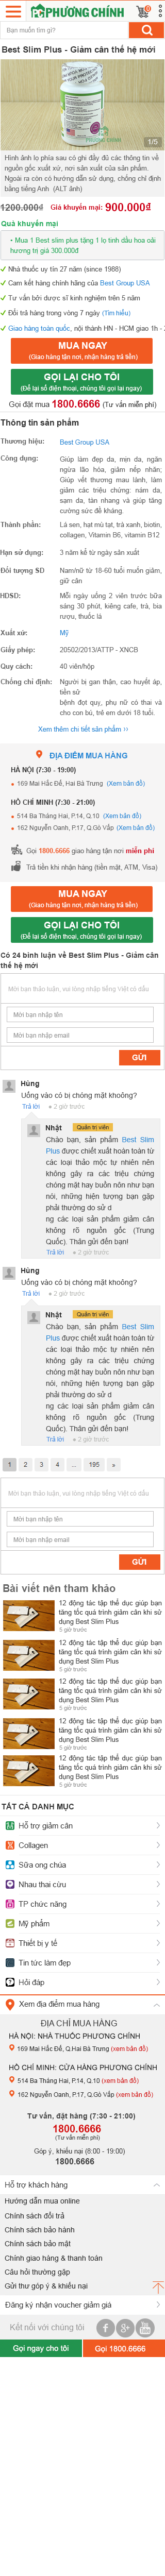 PHƯƠNG CHÍNH
0
Bạn muốn tìm gì?
Best Slim Plus - Giảm cân thế hệ mới
1/5
Hình ảnh lọ phía sau có ghi đầy đủ các thông tin về
nguồn gốc xuất xứ, nơi sản xuất của sản phẩm.
Ngoài ra còn có hướng dẫn sử dụng, chống chỉ định
bằng tiếng Anh (ALT ảnh)
1200.000₫ Giá khuyến mại: 900.000₫
Quà khuyến mại
• Mua 1 Best slim plus tặng 1 lọ tinh dầu hoa oải
hương trị giá 300.000đ
Nhà thuốc uy tín 27 năm (since 1988)
Cam kết hàng chính hãng của Best Group USA
Tư vấn bởi dược sĩ kinh nghiệm trên 5 năm
Đổi trả hàng trong vòng 7 ngày (Tìm hiểu)
Giao hàng toàn quốc, nội thành HN - HCM giao 1h -
MUA NGAY
(Giao hàng tận nơi, nhận hàng trả tiền)
GỌI LẠI CHO TÔI
(Để lại số điện thoại, chúng tôi gọi lại ngay)
Gọi đặt mua 1800.6666 (Tư vấn miễn phí)
Thông tin sản phẩm
Thương hiệu: Best Group USA
Công dụng: Giúp làm đẹp da, mịn da, ngăn
ngừa lão hóa, giảm nếp nhăn;
Giúp vết thương mau lành, làm
giảm các triệu chứng: nám da,
sạm da, tàn nhang và giúp tăng
cường sức đề kháng.
Thành phần: Lá sen, hạt mù tạt, trà xanh, biotin,
collagen, Vitamin B6, vitamin B12
Hạn sử dụng: 3 năm kể từ ngày sản xuất
Đối tượng SD Nam/nữ từ 18-60 tuổi muốn giảm,
giữ cân
HDSD: Mỗi ngày uống 2 viên trước bữa
sáng 30 phút, kiêng cafe, trà, bia
rượu, thuốc lá
Xuất xứ: Mỹ
Giấy phép: 20502/2013/ATTP - XNCB
Quy cách: 40 viên/hộp
Chống chỉ định: Người bị gan thận, cao huyết áp,
tiền sử
bệnh đột quỵ, phụ nữ có thai và
cho con bú, trẻ em dưới 18 tuổi.
Xem thêm chi tiết sản phẩm ››
ĐỊA ĐIỂM MUA HÀNG
HÀ NỘI (7:30 - 19:00)
169 Mai Hắc Đế, Hai Bà Trưng (Xem bản đồ)
HỒ CHÍ MINH (7:30 - 21:00)
514 Ba Tháng Hai, P.14, Q.10 (Xem bản đồ)
162 Nguyễn Oanh, P.17, Q.Gò Vấp (Xem bản đồ)
Gọi 1800.6666 giao hàng tận nơi miễn phí
Trả tiền khi nhận hàng (tiền mặt, ATM, Visa)
MUA NGAY
(Giao hàng tận nơi, nhận hàng trả tiền)
GỌI LẠI CHO TÔI
(Để lại số điện thoại, chúng tôi gọi lại ngay)
Có 24 bình luận về Best Slim Plus - Giảm cân
thế hệ mới
Mời bạn thảo luận, vui lòng nhập tiếng Việt có dấu
Mời bạn nhập tên
Mời bạn nhập email
GỬI
Hùng
Uống vào có bị chóng mặt không?
Trả lời • 2 giờ trước
Nhật Quản trị viên
Chào bạn, sản phẩm Best Slim
Plus được chiết xuất hoàn toàn từ
các loại thảo mộc tự nhiên nên
không gây ra các triệu chứng
chóng mặt hay buồn nôn như bạn
nói, những hiện tượng bạn gặp
phải thường do sử d
ng các loại sản phẩm giảm cân
không rõ nguồn gốc (Trung
Quốc). Thân gửi đến bạn!
Trả lời • 2 giờ trước
Hùng
Uống vào có bị chóng mặt không?
Trả lời • 2 giờ trước
Nhật Quản trị viên
Chào bạn, sản phẩm Best Slim
Plus được chiết xuất hoàn toàn từ
các loại thảo mộc tự nhiên nên
không gây ra các triệu chứng
chóng mặt hay buồn nôn như bạn
nói, những hiện tượng bạn gặp
phải thường do sử d
ng các loại sản phẩm giảm cân
không rõ nguồn gốc (Trung
Quốc). Thân gửi đến bạn!
Trả lời • 2 giờ trước
1 2 3 4 ... 195 »
Mời bạn thảo luận, vui lòng nhập tiếng Việt có dấu
Mời bạn nhập tên
Mời bạn nhập email
GỬI
Bài viết nên tham khảo
12 động tác tập thể dục giúp bạn
tăng tốc quá trình giảm cân khi sử
dụng Best Slim Plus
5 giờ trước
12 động tác tập thể dục giúp bạn
tăng tốc quá trình giảm cân khi sử
dụng Best Slim Plus
5 giờ trước
12 động tác tập thể dục giúp bạn
tăng tốc quá trình giảm cân khi sử
dụng Best Slim Plus
5 giờ trước
12 động tác tập thể dục giúp bạn
tăng tốc quá trình giảm cân khi sử
dụng Best Slim Plus
5 giờ trước
12 động tác tập thể dục giúp bạn
tăng tốc quá trình giảm cân khi sử
dụng Best Slim Plus
5 giờ trước
TẤT CẢ DANH MỤC
Hỗ trợ giảm cân
Collagen
Sữa ong chúa
Nhau thai cừu
TP chức năng
Mỹ phẩm
Thiết bị y tế
Tin tức làm đẹp
Hỏi đáp
Xem địa điểm mua hàng
ĐỊA CHỈ MUA HÀNG
HÀ NỘI: NHÀ THUỐC PHƯƠNG CHÍNH
169 Mai Hắc Đế, Q.Hai Bà Trưng (xem bản đồ)
HỒ CHÍ MINH: CỬA HÀNG PHƯƠNG CHÍNH
514 Ba Tháng Hai, P.14, Q.10 (xem bản đồ)
162 Nguyễn Oanh, P.17, Q.Gò Vấp (xem bản đồ)
Tư vấn, đặt hàng (7:30 - 21:00)
1800.6666
(Tư vấn miễn phí)
Góp ý, khiếu nại (8:00 - 19:00)
1800.6666
Hỗ trợ khách hàng
Hướng dẫn mua online
Chính sách đổi trả
Chính sách bảo hành
Chính sách bảo mật
Chính giao hàng & thanh toán
Câu hỏi thường gặp
Gửi thư góp ý & khiếu nại
Đăng ký nhận voucher giảm giá
Kết nối với chúng tôi
Gọi ngay cho tôi Gọi 1800.6666